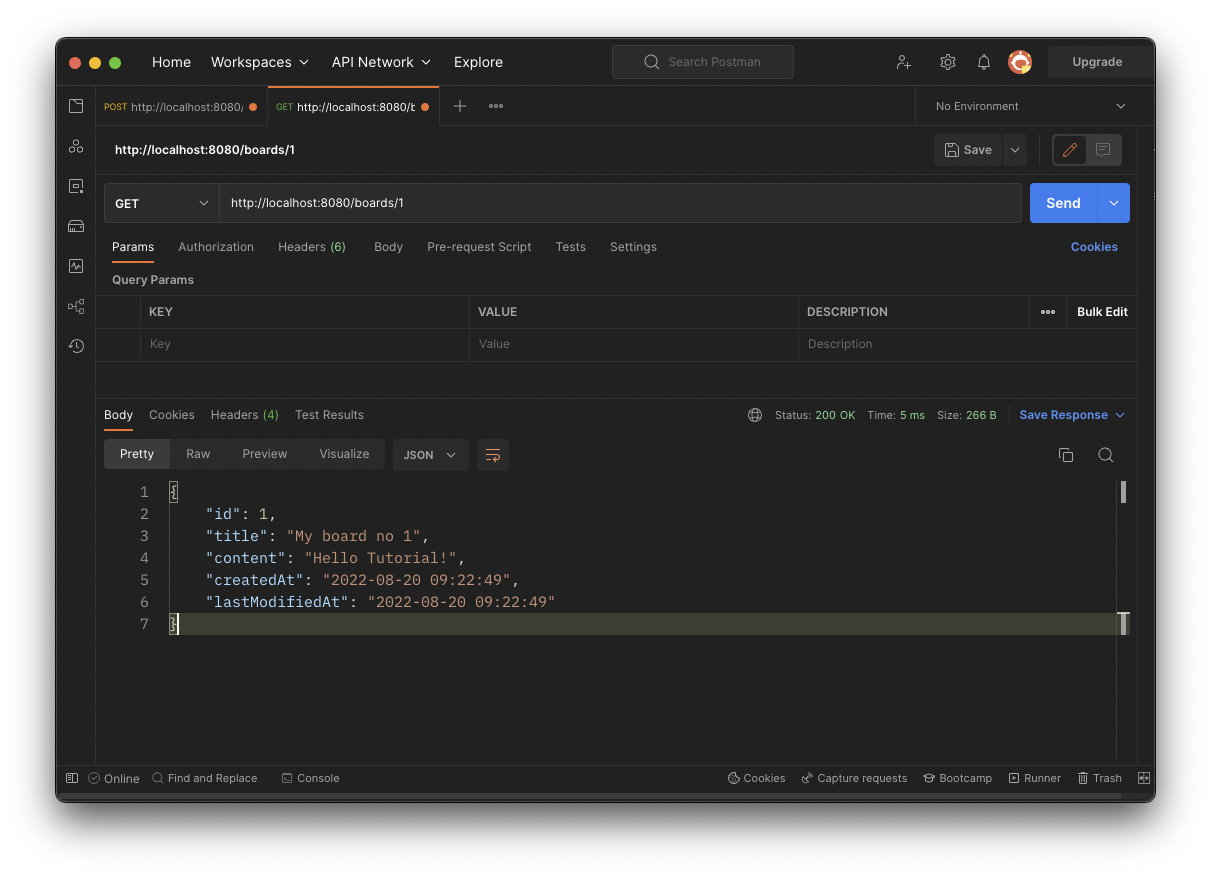 Home Workspaces API Network Explore Search Postman Upgrade
POST http://localhost:8080/ GET http://localhost:8080/b No Environment
http://localhost:8080/boards/1 Save
GET http://localhost:8080/boards/1 Send
Params Authorization Headers (6) Body Pre-request Script Tests Settings Cookies
Query Params
KEY VALUE DESCRIPTION Bulk Edit
Key Value Description
Body Cookies Headers (4) Test Results Status: 200 OK Time: 5 ms Size: 266 B Save Response
Pretty Raw Preview Visualize JSON
1 {
2 "id": 1,
3 "title": "My board no 1",
4 "content": "Hello Tutorial!",
5 "createdAt": "2022-08-20 09:22:49",
6 "lastModifiedAt": "2022-08-20 09:22:49"
7 }
Online Find and Replace Console Cookies Capture requests Bootcamp Runner Trash